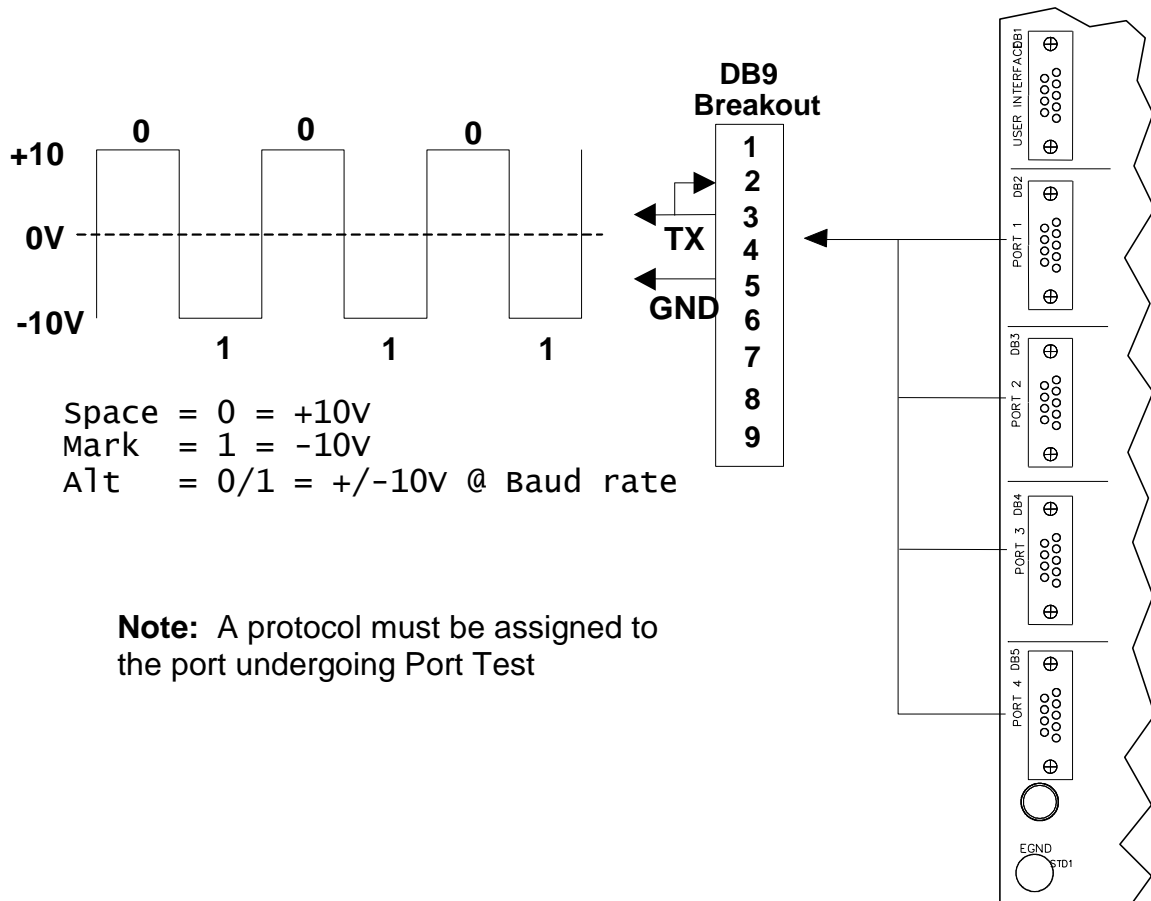 DB9
Breakout
0 0 0
+10
0V
-10V
1 1 1
1
2
3
4
5
6
7
8
9
TX
GND
Space = 0 = +10V
Mark = 1 = -10V
Alt = 0/1 = +/-10V @ Baud rate
Note: A protocol must be assigned to
the port undergoing Port Test
USER INTERFACE
DB1
PORT 1
DB2
PORT 2
DB3
PORT 3
DB4
PORT 4
DB5
EGND
STD1